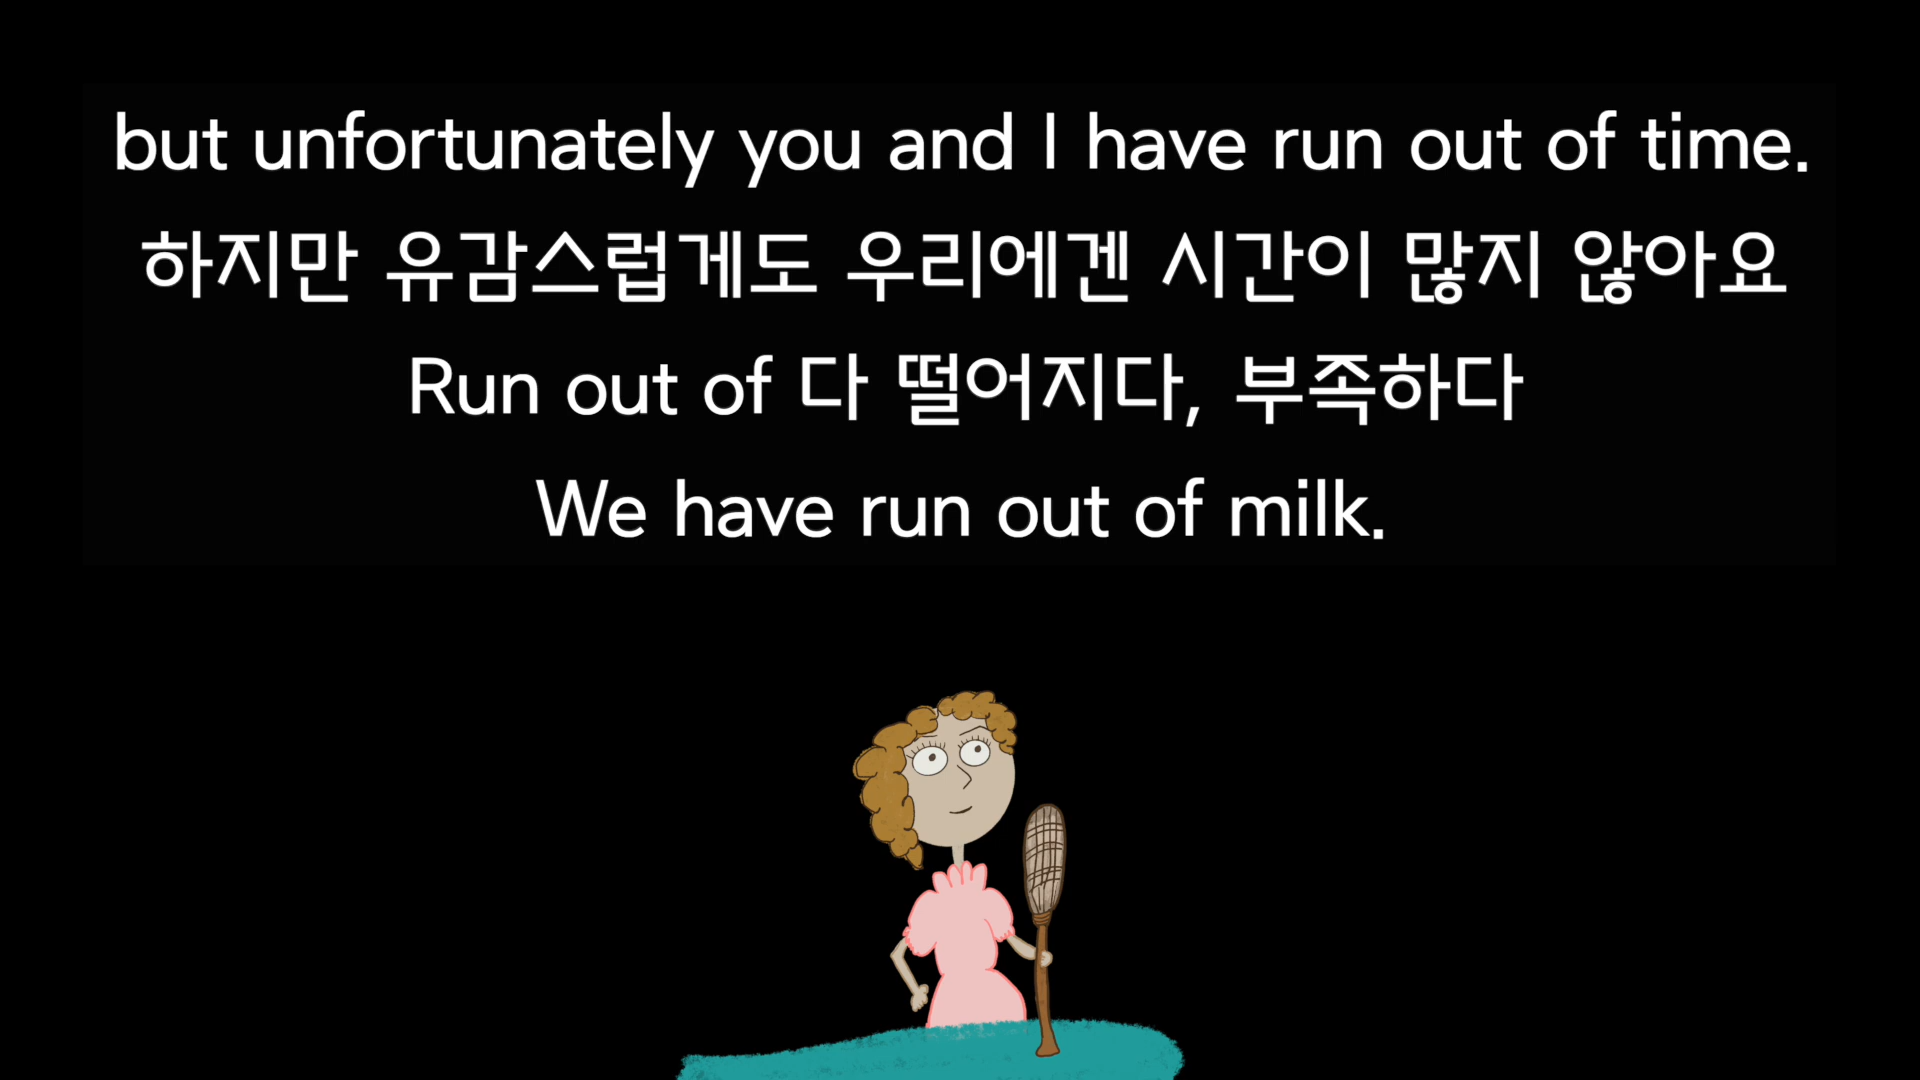 but unfortunately you and I have run out of time.
하지만 유감스럽게도 우리에겐 시간이 많지 않아요
Run out of 다 떨어지다, 부족하다
We have run out of milk.